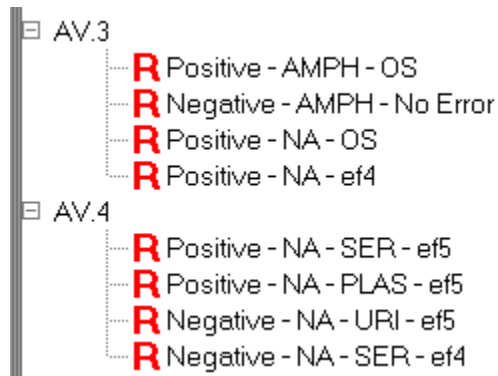 AV.3
R Positive - AMPH - OS
R Negative - AMPH - No Error
R Positive - NA - OS
R Positive - NA - ef4
AV.4
R Positive - NA - SER - ef5
R Positive - NA - PLAS - ef5
R Negative - NA - URI - ef5
R Negative - NA - SER - ef4